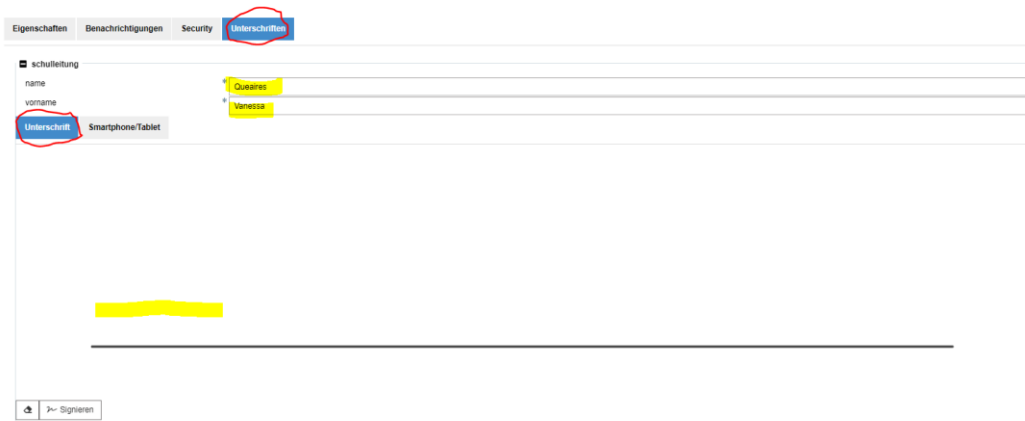 Eigenschaften Benachrichtigungen Security Unterschriften
schulleitung
name * Queaires
vorname * Vanessa
Unterschrift Smartphone/Tablet
Signieren